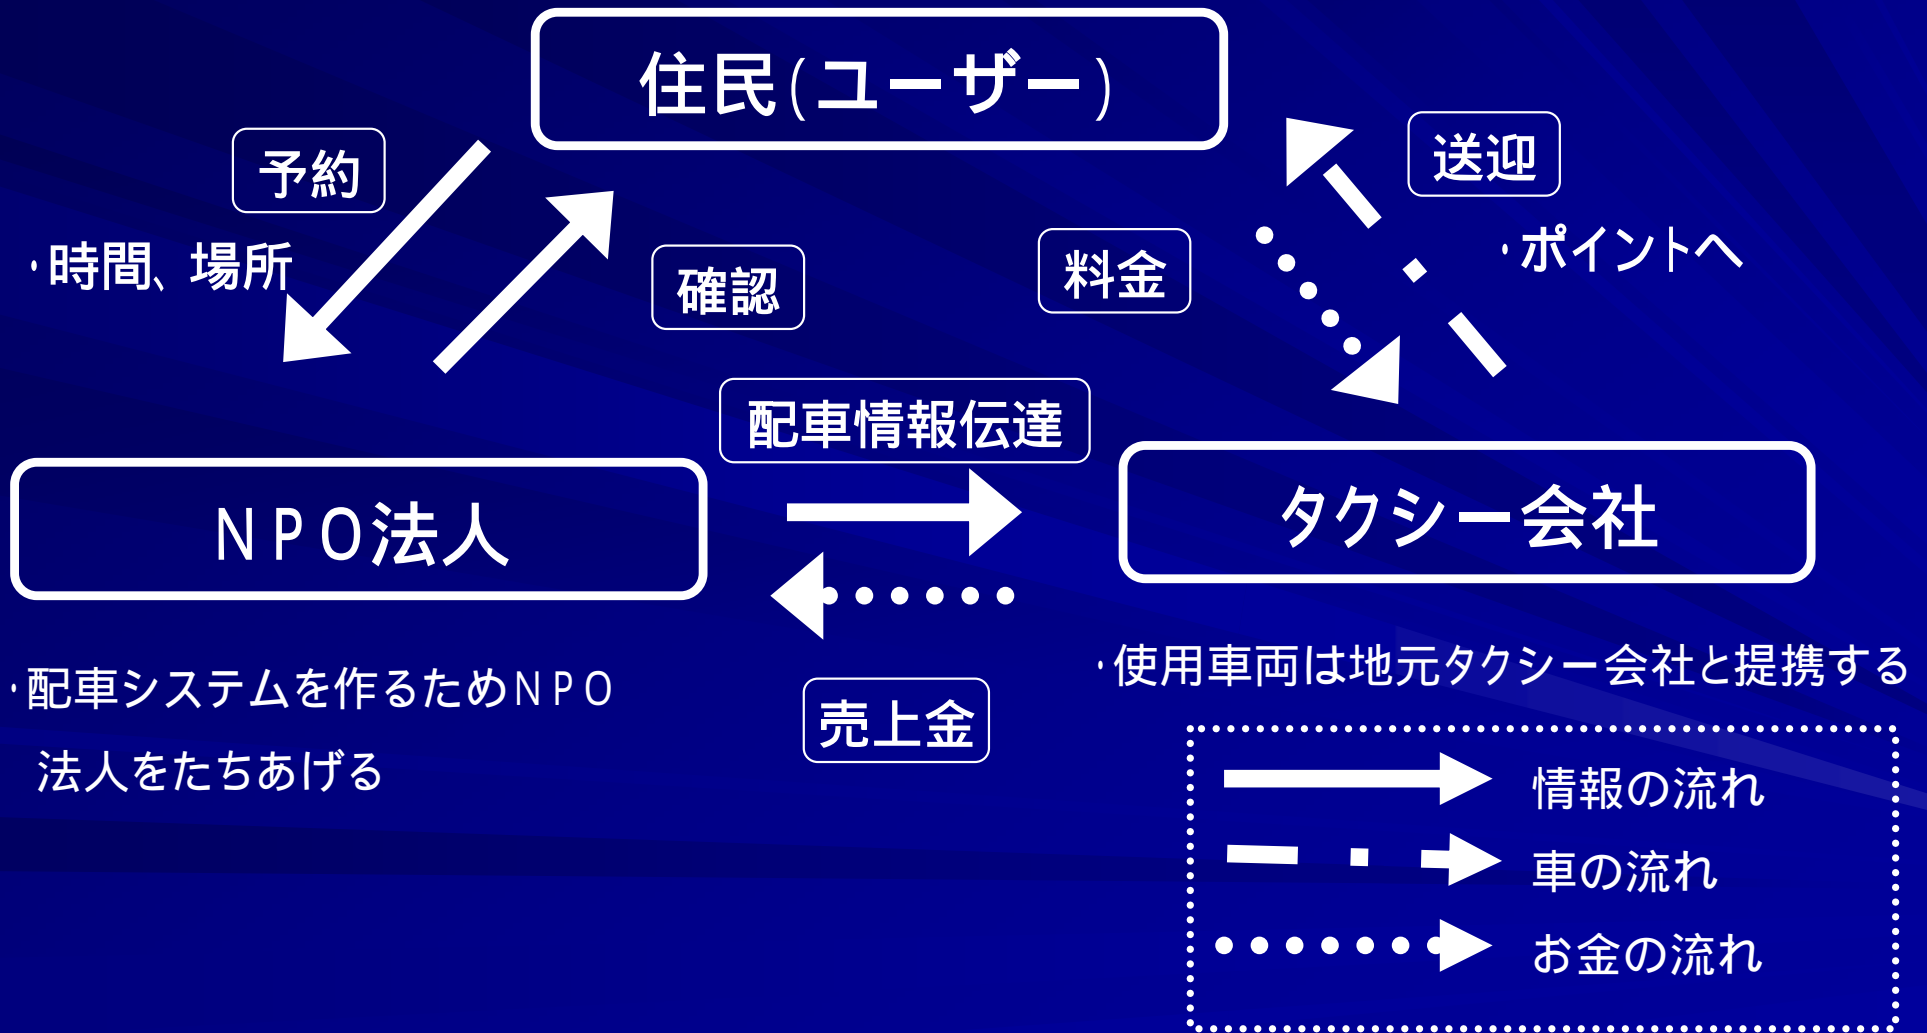 住民(ユーザー)
予約
・時間、場所
確認
送迎
・ポイントへ
料金
配車情報伝達
NPO法人
タクシー会社
売上金
・配車システムを作るためNPO
法人をたちあげる
・使用車両は地元タクシー会社と提携する
情報の流れ
車の流れ
お金の流れ